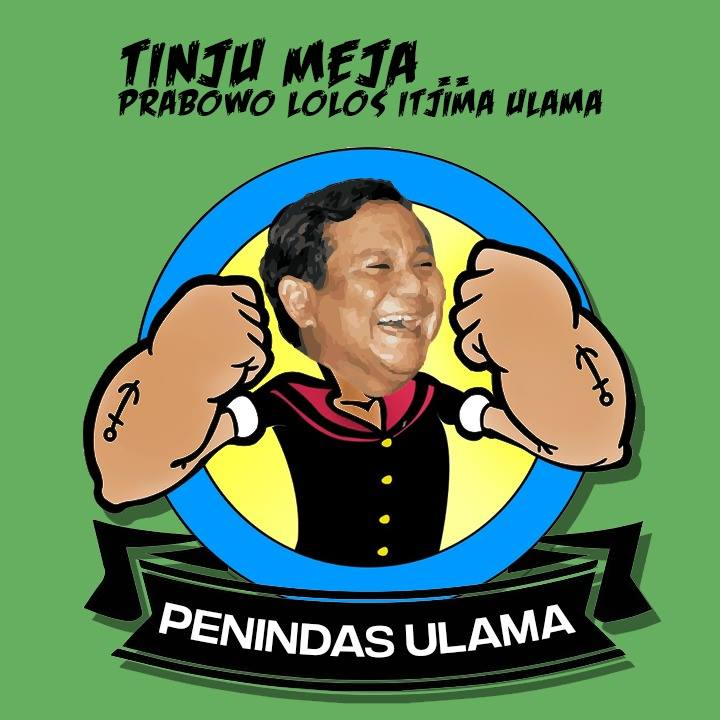 TINJU MEJA ..
PRABOWO LOLOS ITJIMA ULAMA
PENINDAS ULAMA